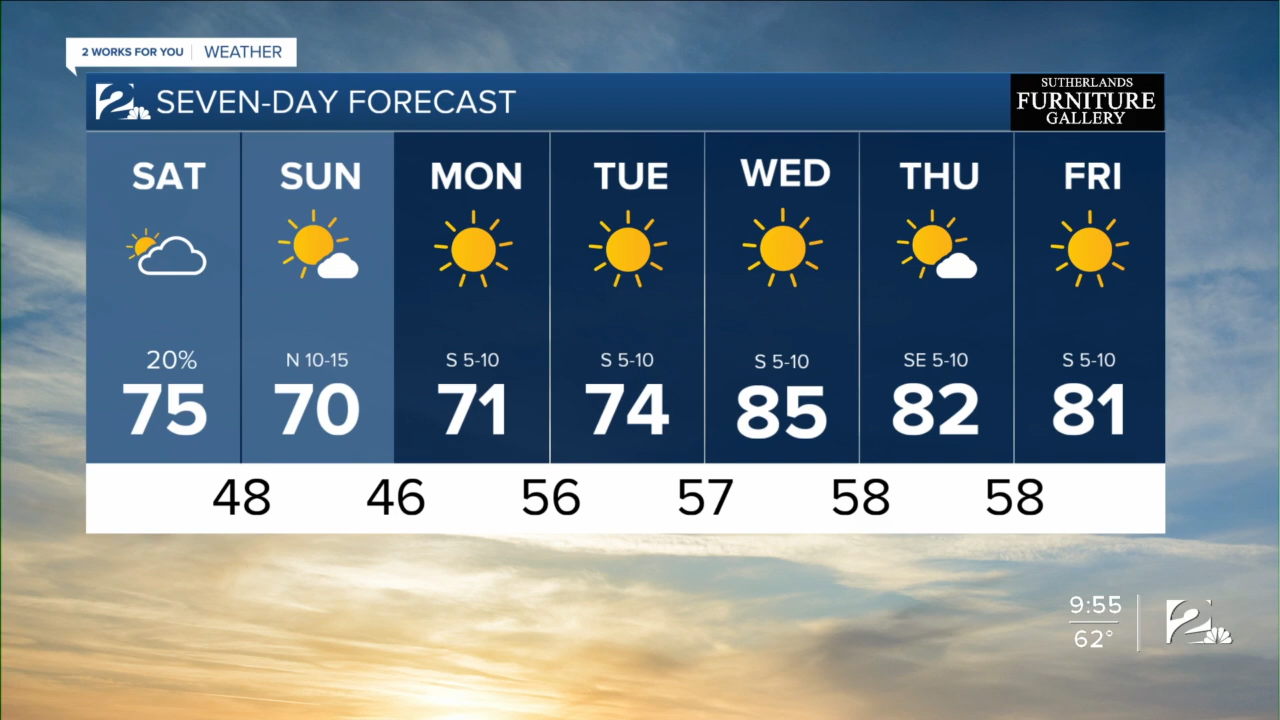 2 WORKS FOR YOU | WEATHER
2 SEVEN-DAY FORECAST
SUTHERLANDS
FURNITURE
GALLERY
SAT SUN MON TUE WED THU FRI
20% N 10-15 S 5-10 S 5-10 S 5-10 SE 5-10 S 5-10
75 70 71 74 85 82 81
48 46 56 57 58 58
9:55
62°
2